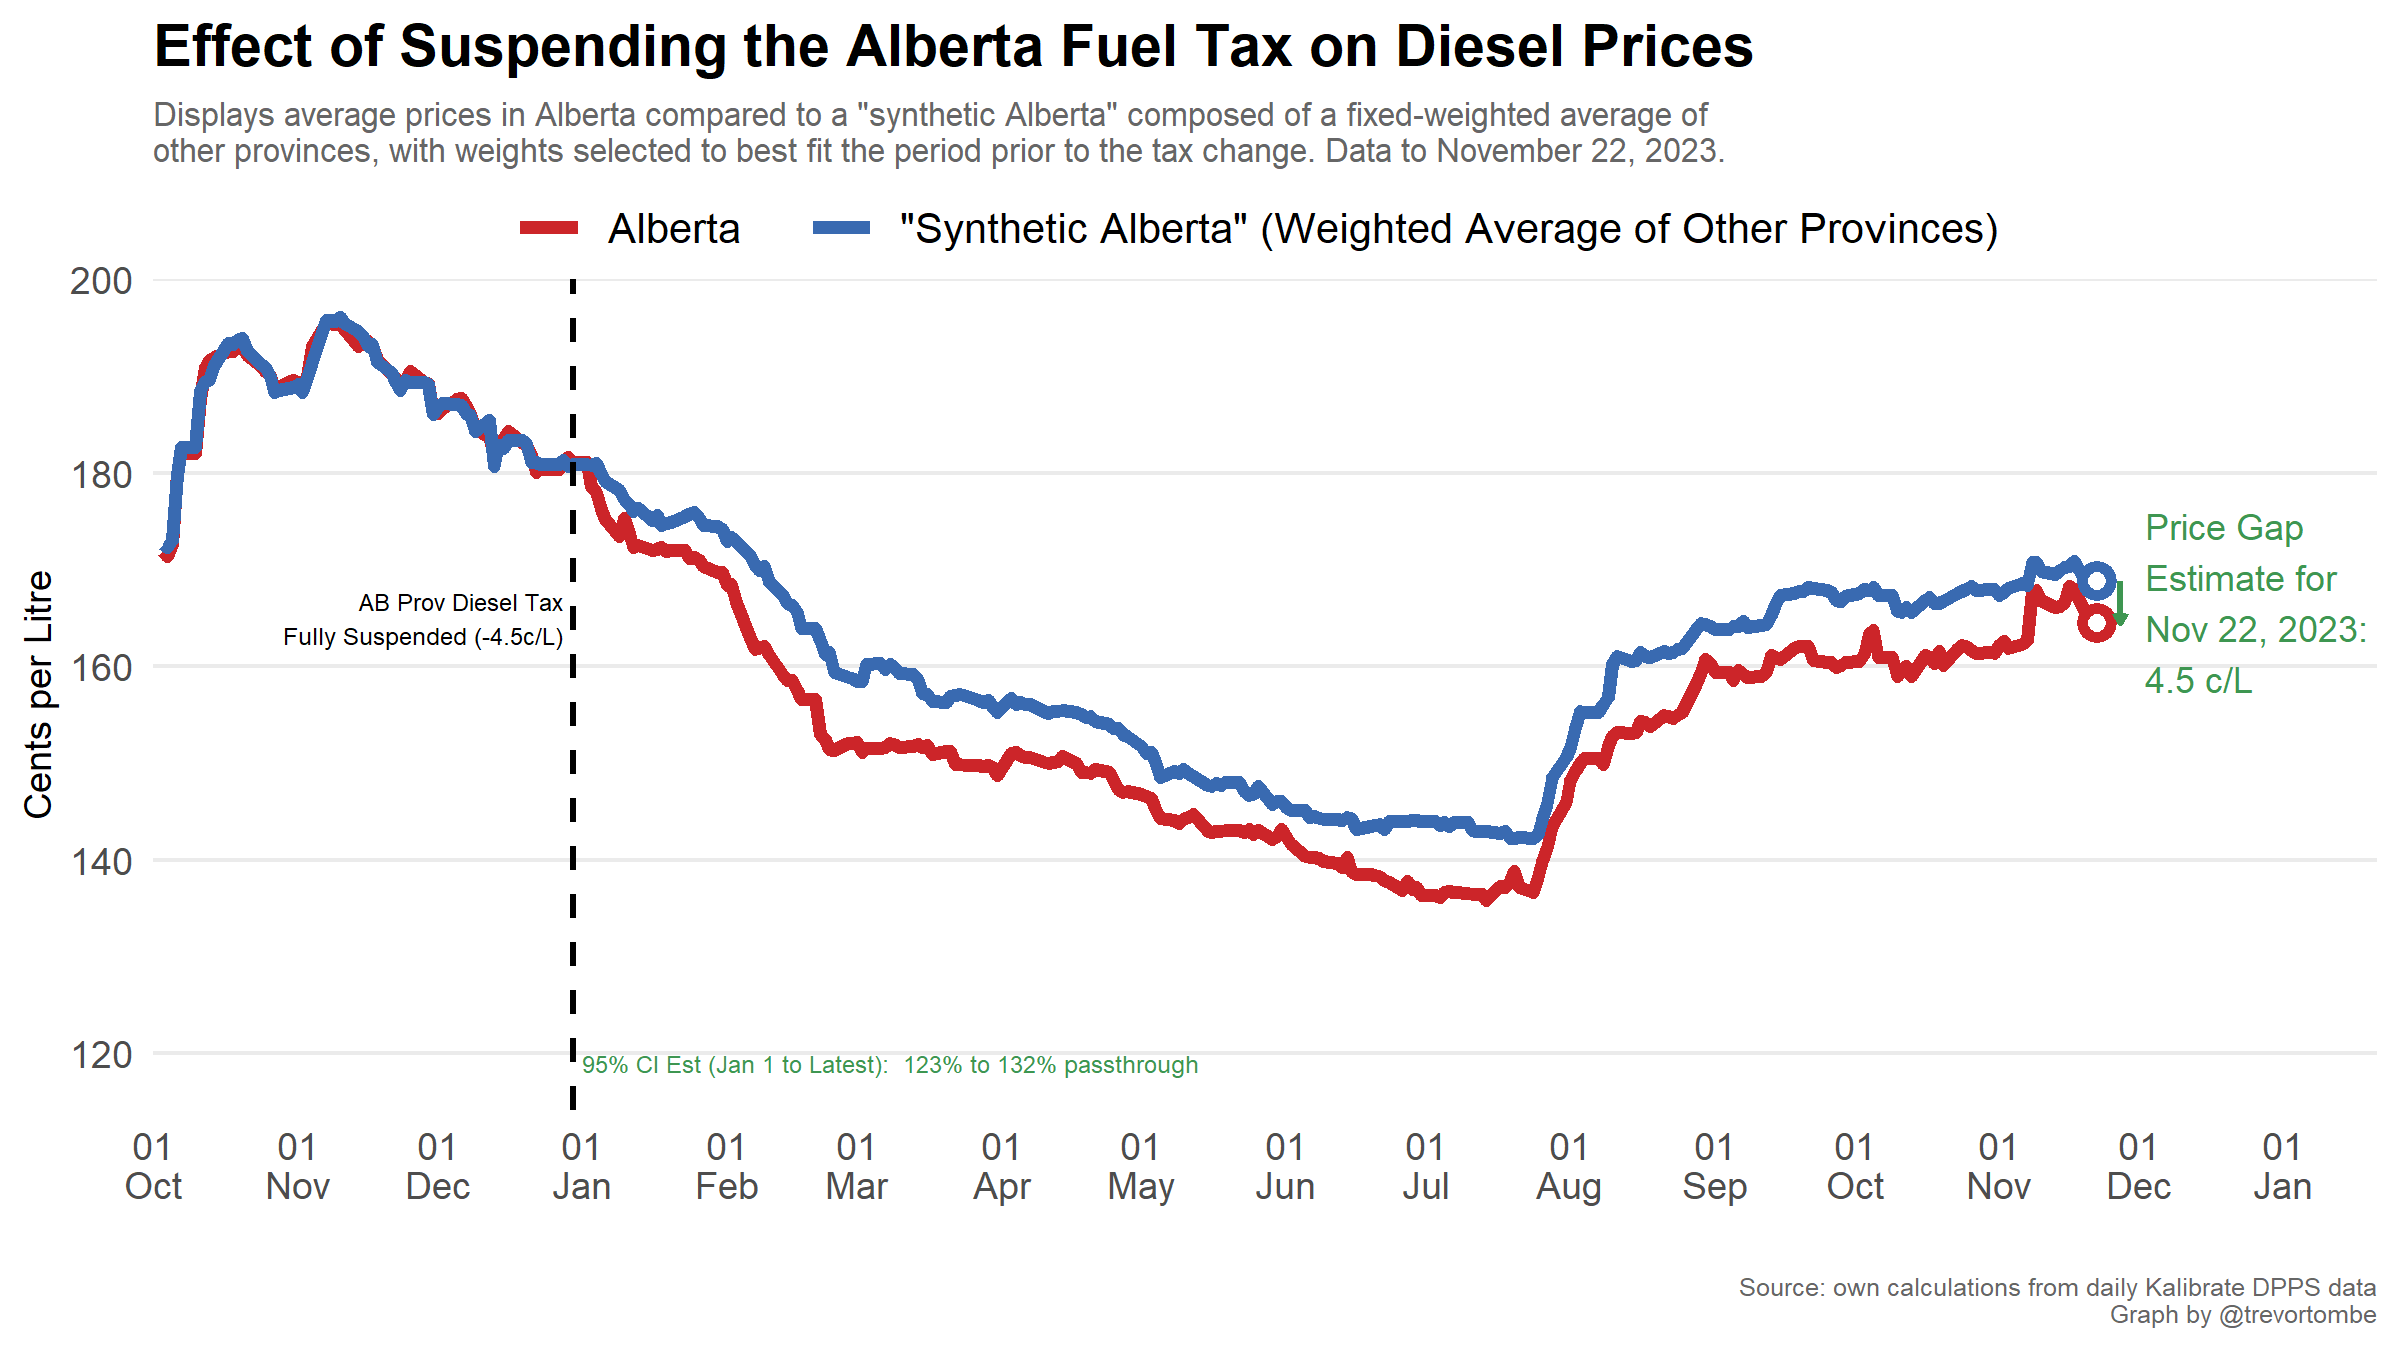 Effect of Suspending the Alberta Fuel Tax on Diesel Prices
Displays average prices in Alberta compared to a "synthetic Alberta" composed of a fixed-weighted average of
other provinces, with weights selected to best fit the period prior to the tax change. Data to November 22, 2023.
Alberta
"Synthetic Alberta" (Weighted Average of Other Provinces)
Cents per Litre
200
180
160
140
120
AB Prov Diesel Tax
Fully Suspended (-4.5c/L)
Price Gap
Estimate for
Nov 22, 2023:
4.5 c/L
95% CI Est (Jan 1 to Latest):  123% to 132% passthrough
01 01 01 01 01 01 01 01 01 01 01 01 01 01 01 01
Oct Nov Dec Jan Feb Mar Apr May Jun Jul Aug Sep Oct Nov Dec Jan
Source: own calculations from daily Kalibrate DPPS data
Graph by @trevortombe